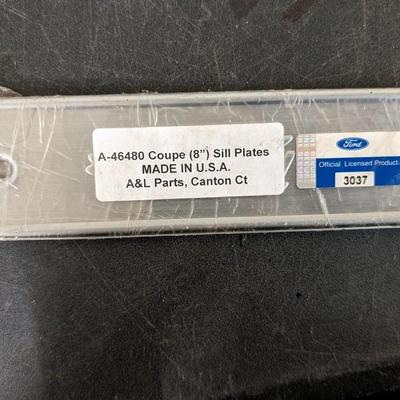 A-46480 Coupe (8") Sill Plates
MADE IN U.S.A.
A&L Parts, Canton Ct
Ford
Official Licensed Product.
3037